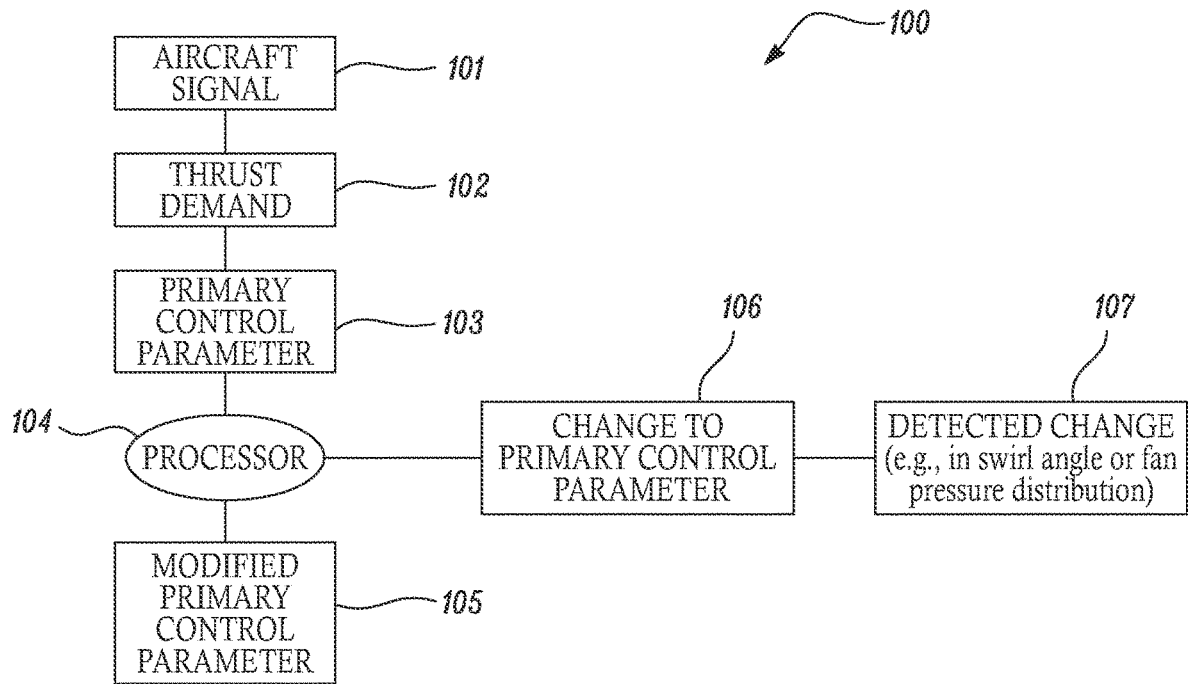 100
AIRCRAFT
SIGNAL
101
THRUST
DEMAND
102
PRIMARY
CONTROL
PARAMETER
103
104
PROCESSOR
106
CHANGE TO
PRIMARY CONTROL
PARAMETER
107
DETECTED CHANGE
(e.g., in swirl angle or fan
pressure distribution)
MODIFIED
PRIMARY
CONTROL
PARAMETER
105